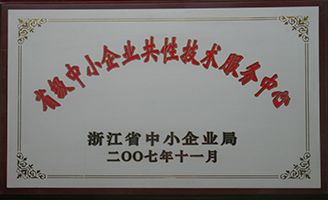 省级中小企业共性技术服务中心
浙江省中小企业局
二〇〇七年十一月